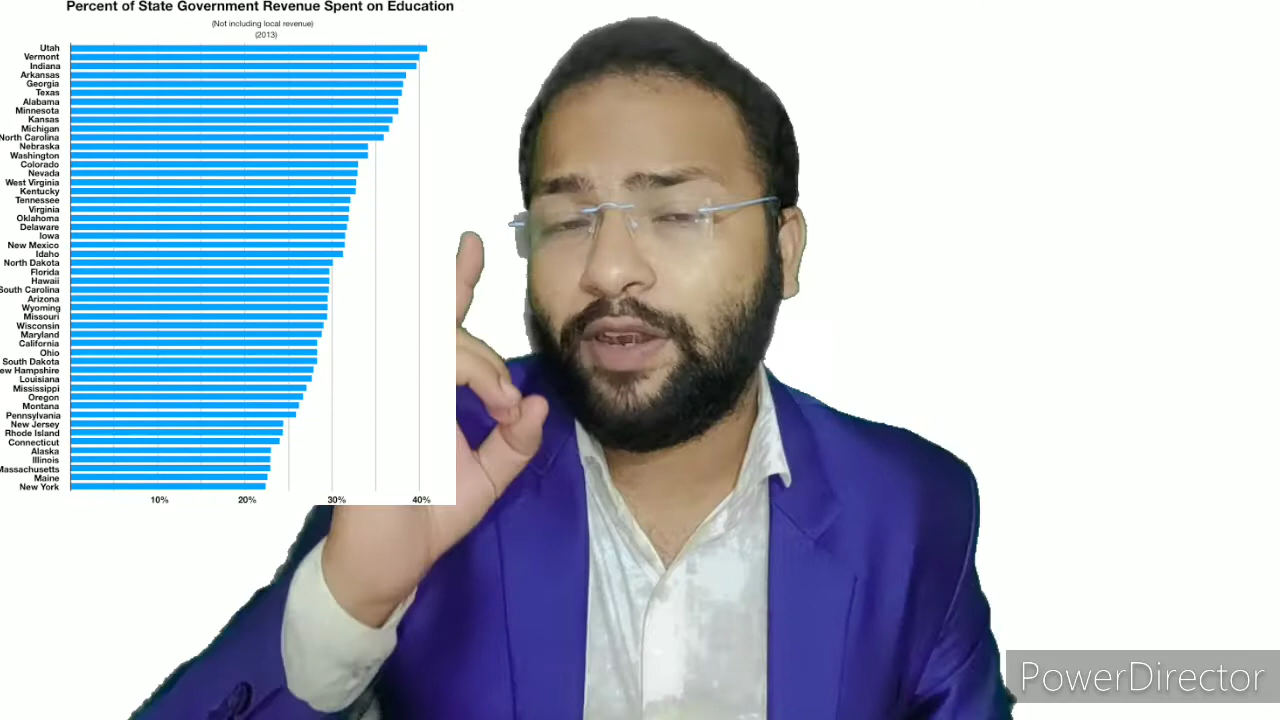 Percent of State Government Revenue Spent on Education
(Not including local revenue)
(2013)
Utah
Vermont
Indiana
Arkansas
Georgia
Texas
Alabama
Minnesota
Kansas
Michigan
North Carolina
Nebraska
Washington
Colorado
Nevada
West Virginia
Kentucky
Tennessee
Virginia
Oklahoma
Delaware
Iowa
New Mexico
Idaho
North Dakota
Florida
Hawaii
South Carolina
Arizona
Wyoming
Missouri
Wisconsin
Maryland
California
Ohio
South Dakota
ew Hampshire
Louisiana
Mississippi
Oregon
Montana
Pennsylvania
New Jersey
Rhode Island
Connecticut
Alaska
Illinois
Massachusetts
Maine
New York
10% 20% 30% 40%
PowerDirector